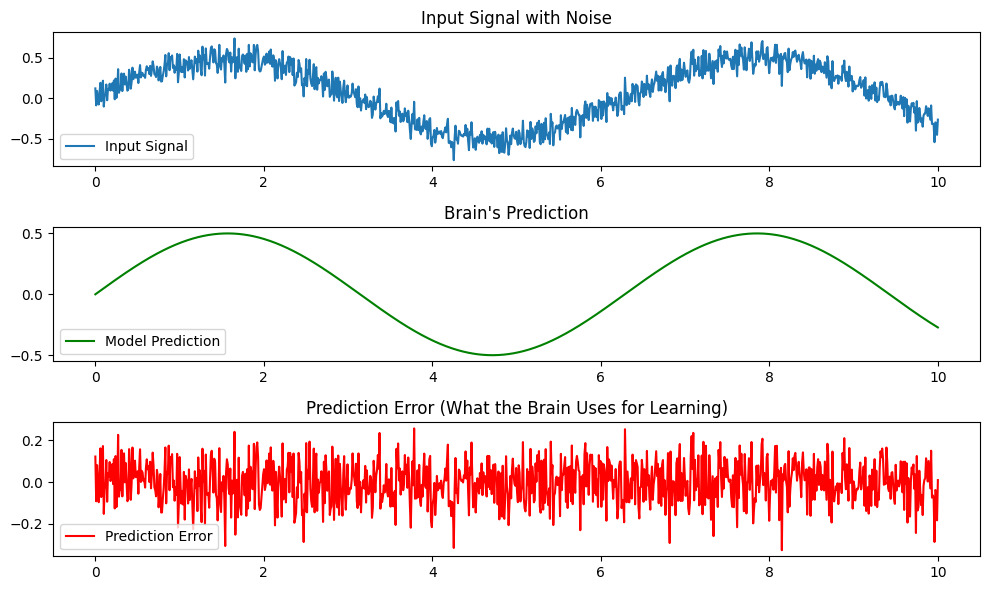 Input Signal with Noise
0.5
0.0
−0.5
Input Signal
0 2 4 6 8 10
Brain's Prediction
0.5
0.0
−0.5
Model Prediction
0 2 4 6 8 10
Prediction Error (What the Brain Uses for Learning)
0.2
0.0
−0.2
Prediction Error
0 2 4 6 8 10